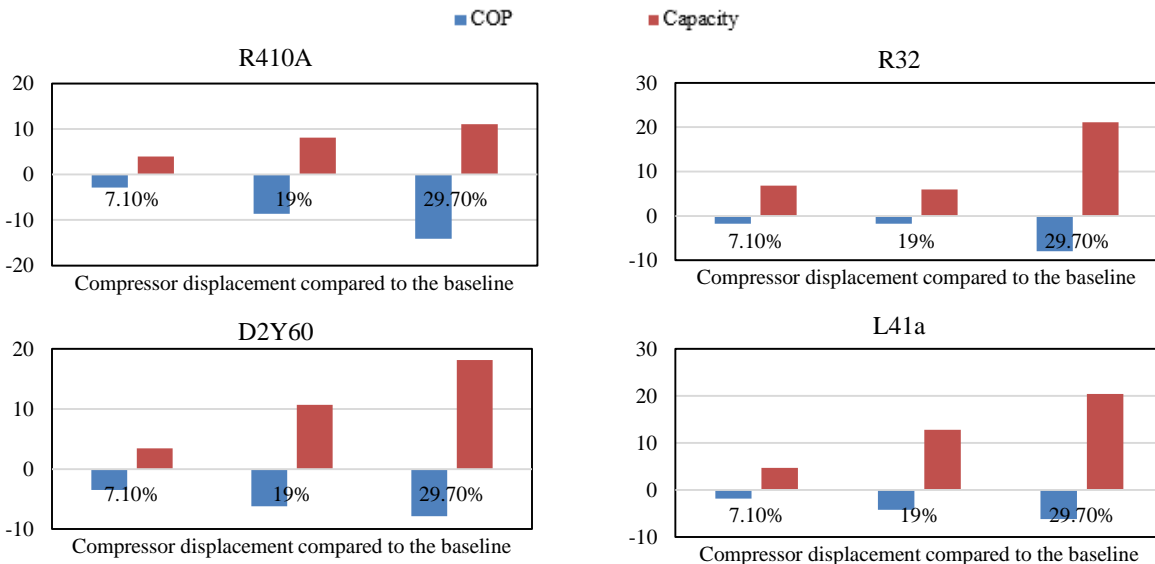 COP Capacity
R410A
20
10
0
-10
-20
7.10% 19% 29.70%
Compressor displacement compared to the baseline
R32
30
20
10
0
-10
7.10% 19% 29.70%
Compressor displacement compared to the baseline
D2Y60
20
10
0
-10
7.10% 19% 29.70%
Compressor displacement compared to the baseline
L41a
30
20
10
0
-10
7.10% 19% 29.70%
Compressor displacement compared to the baseline